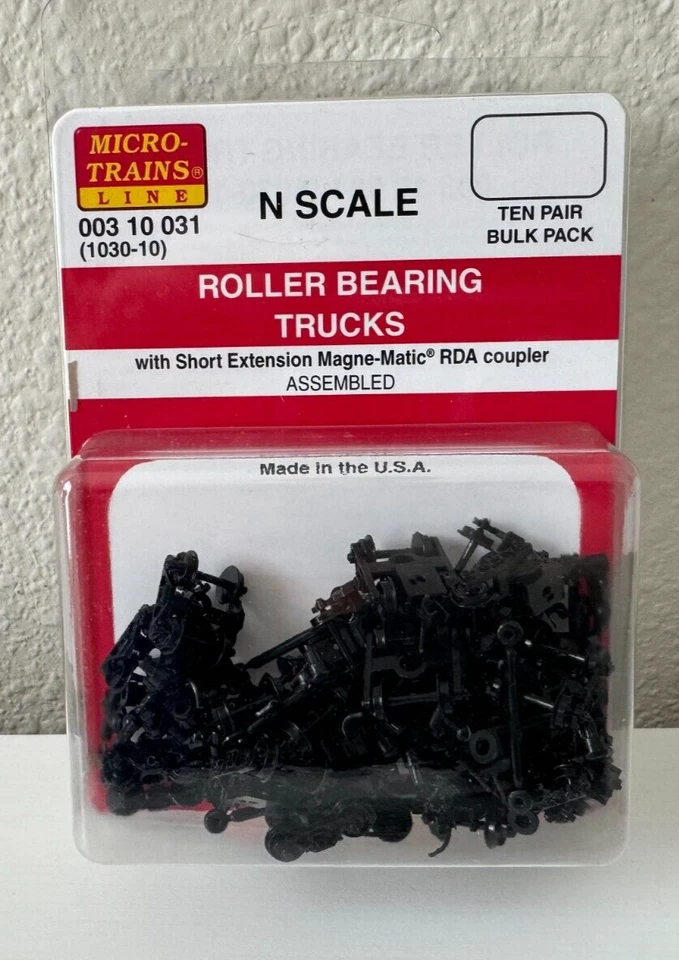 MICRO-
TRAINS®
LINE
003 10 031
(1030-10)
N SCALE
TEN PAIR
BULK PACK
ROLLER BEARING
TRUCKS
with Short Extension Magne-Matic® RDA coupler
ASSEMBLED
Made in the U.S.A.